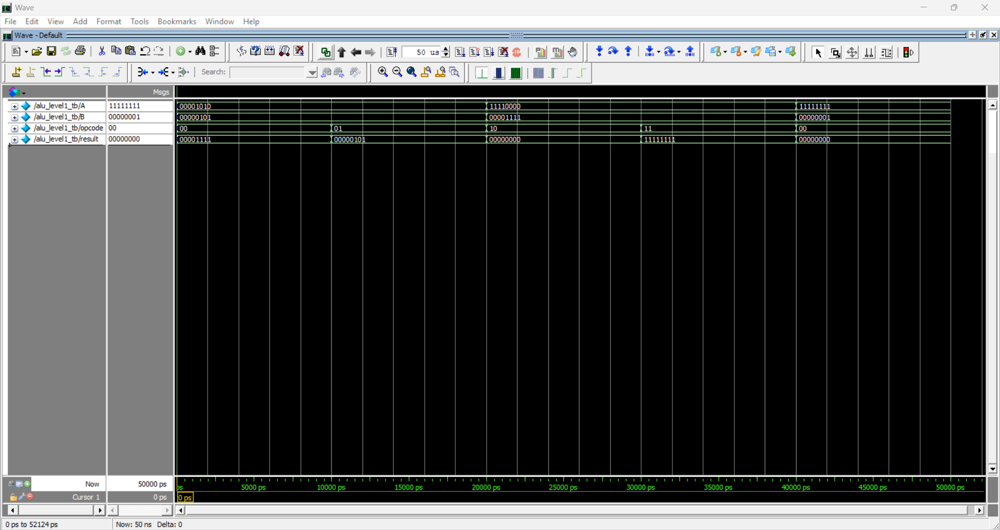 Wave
File Edit View Add Format Tools Bookmarks Window Help
Wave - Default
50 us
Search:
Msgs
/alu_level1_tb/A 11111111 00001010 11110000 11111111
/alu_level1_tb/B 00000001 00000101 00001111 00000001
/alu_level1_tb/opcode 00 00 01 10 11 00
/alu_level1_tb/result 00000000 00001111 00000101 00000000 11111111 00000000
Now 50000 ps ps 5000 ps 10000 ps 15000 ps 20000 ps 25000 ps 30000 ps 35000 ps 40000 ps 45000 ps 50000 ps
Cursor 1 0 ps 0 ps
0 ps to 52124 ps Now: 50 ns Delta: 0